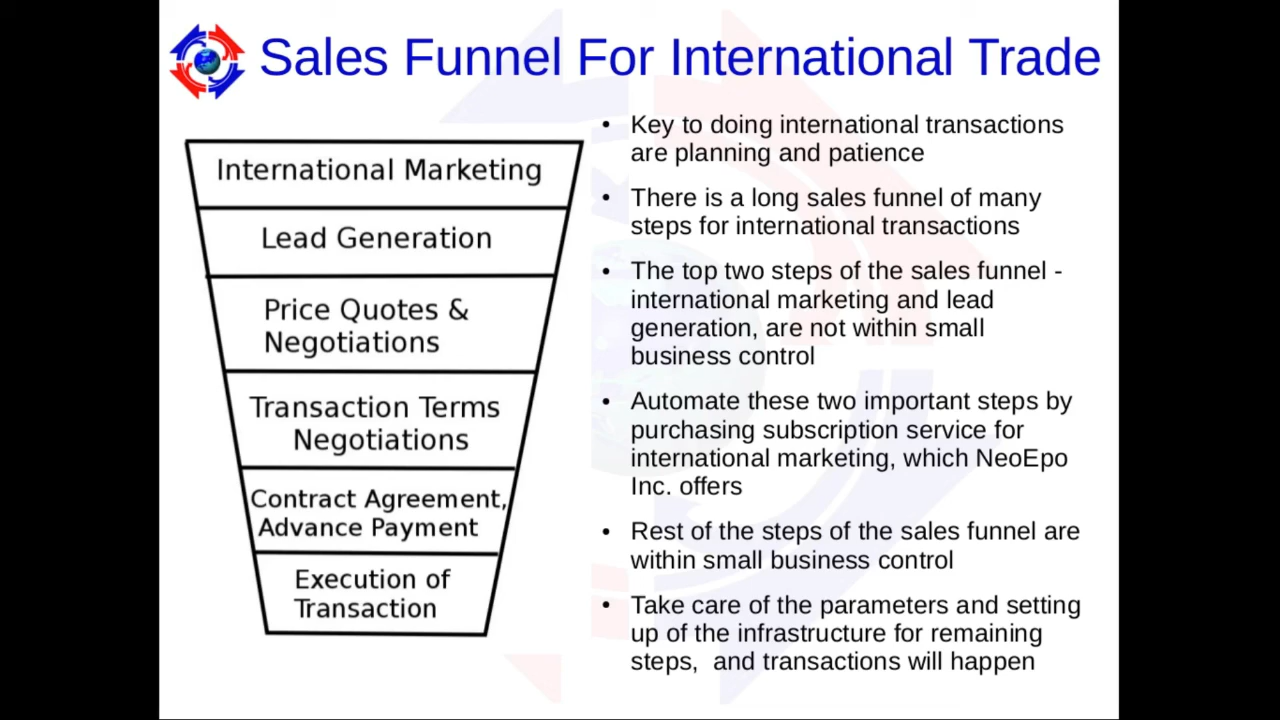 Sales Funnel For International Trade
International Marketing
Lead Generation
Price Quotes &
Negotiations
Transaction Terms
Negotiations
Contract Agreement,
Advance Payment
Execution of
Transaction
• Key to doing international transactions
are planning and patience
• There is a long sales funnel of many
steps for international transactions
• The top two steps of the sales funnel -
international marketing and lead
generation, are not within small
business control
• Automate these two important steps by
purchasing subscription service for
international marketing, which NeoEpo
Inc. offers
• Rest of the steps of the sales funnel are
within small business control
• Take care of the parameters and setting
up of the infrastructure for remaining
steps,  and transactions will happen